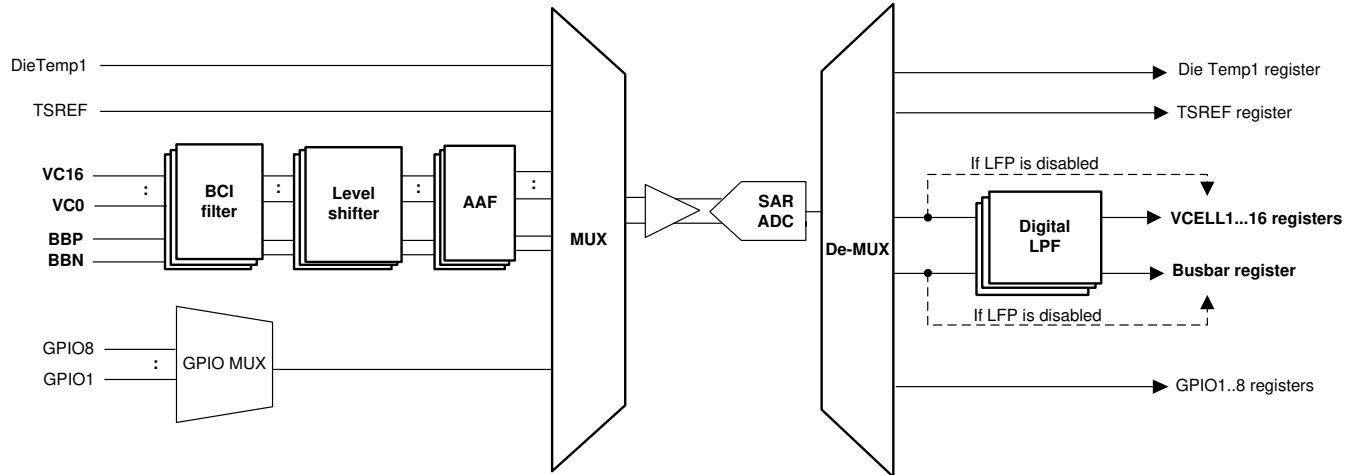 DieTemp1
TSREF
VC16
:
VC0
BBP
BBN
BCI
filter
:
Level
shifter
:
AAF
:
GPIO8
:
GPIO1
GPIO MUX
MUX
SAR
ADC
De-MUX
Die Temp1 register
TSREF register
If LFP is disabled
Digital
LPF
VCELL1...16 registers
Busbar register
If LFP is disabled
GPIO1..8 registers